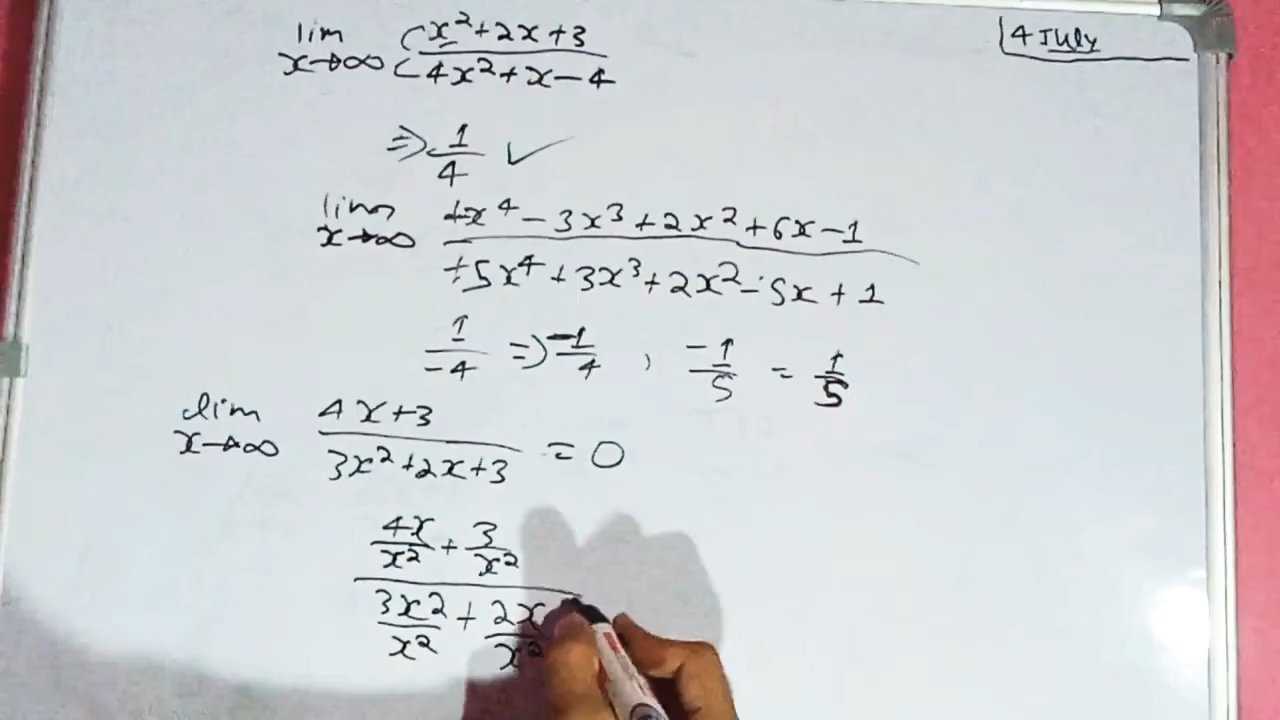 4 July
lim x→∞ (x²+2x+3)/(4x²+x-4)
⇒ 1/4 ✓
lim x→∞ (+x⁴-3x³+2x²+6x-1)/(+5x⁴+3x³+2x²-5x+1)
1/-4 ⇒ -1/4 , -1/5 = 1/5
lim x→∞ (4x+3)/(3x²+2x+3) = 0
(4x/x² + 3/x²)/(3x²/x² + 2x/x²